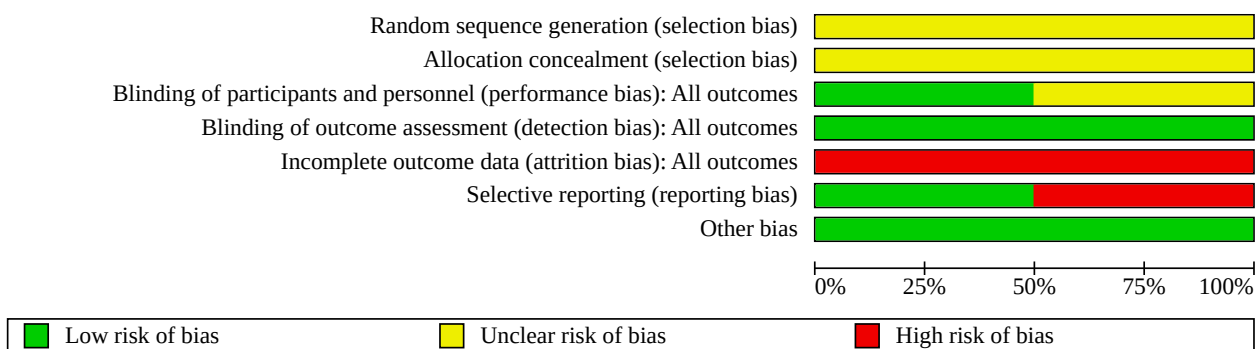 Random sequence generation (selection bias)
Allocation concealment (selection bias)
Blinding of participants and personnel (performance bias): All outcomes
Blinding of outcome assessment (detection bias): All outcomes
Incomplete outcome data (attrition bias): All outcomes
Selective reporting (reporting bias)
Other bias
0% 25% 50% 75% 100%
Low risk of bias Unclear risk of bias High risk of bias